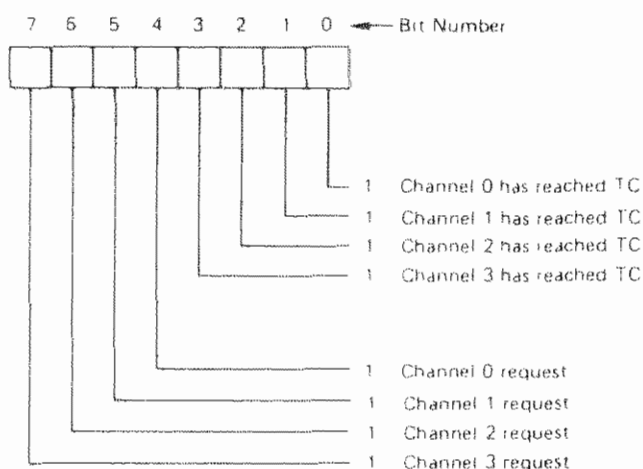 7 6 5 4 3 2 1 0 Bit Number
1 Channel 0 has reached TC
1 Channel 1 has reached TC
1 Channel 2 has reached TC
1 Channel 3 has reached TC
1 Channel 0 request
1 Channel 1 request
1 Channel 2 request
1 Channel 3 request